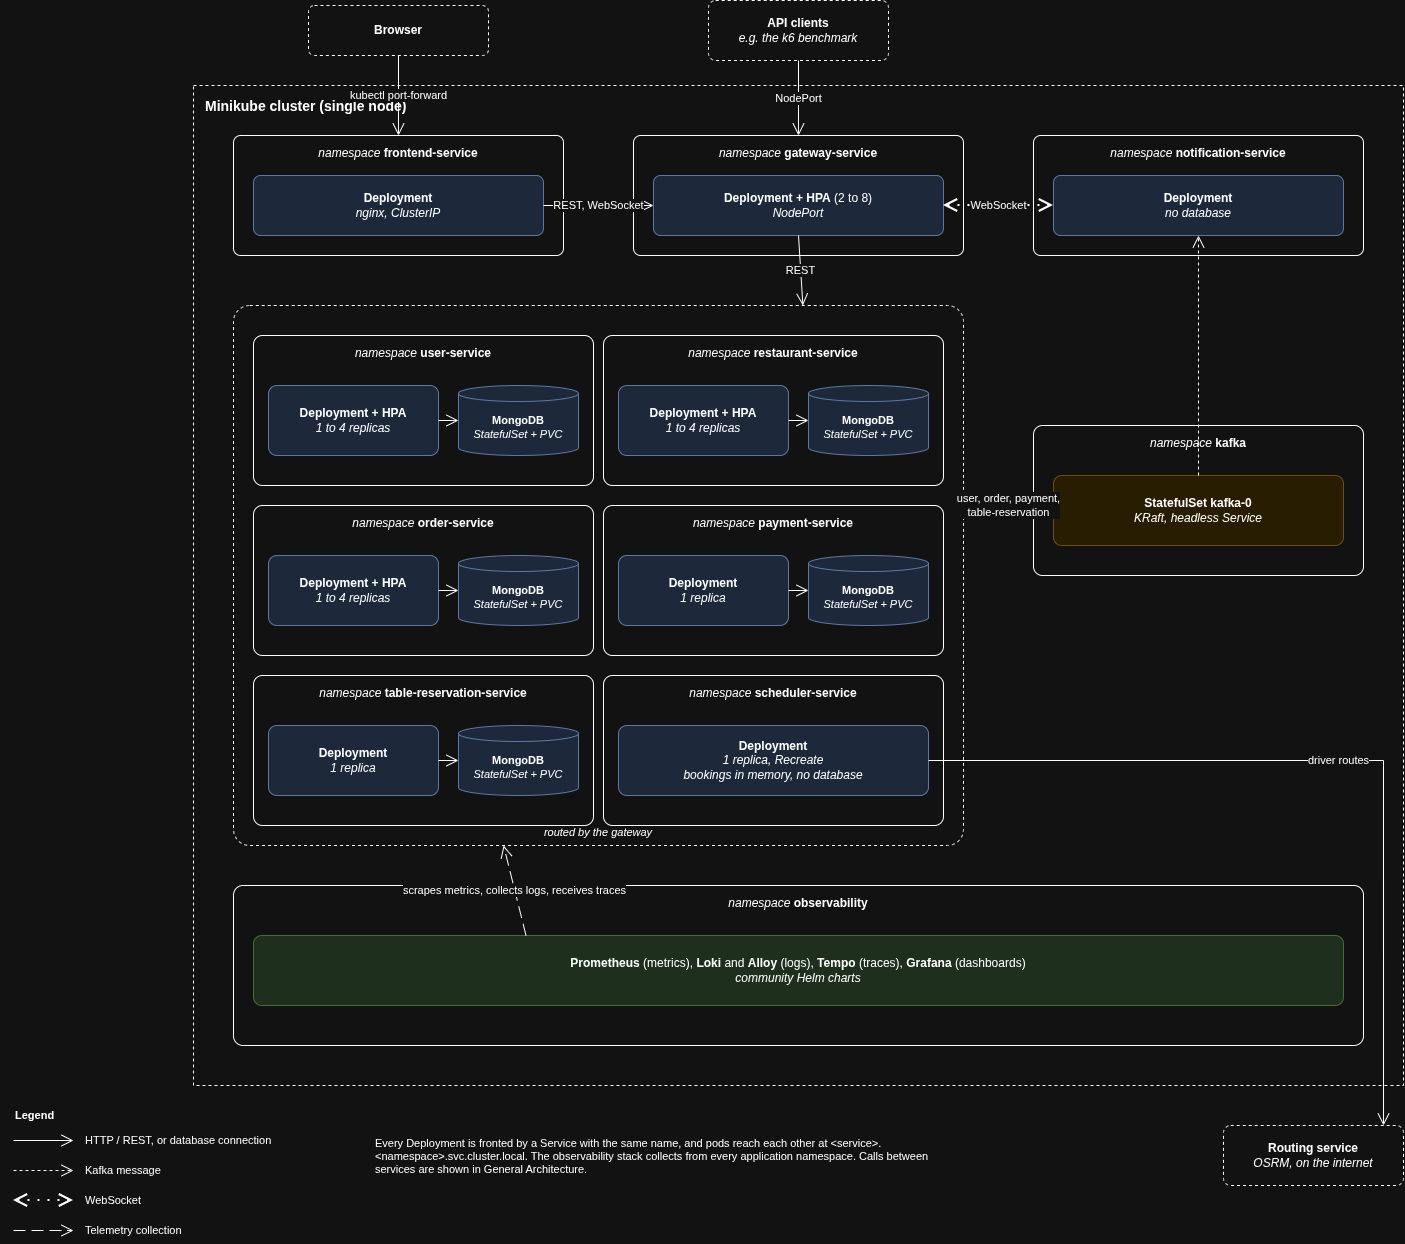 Browser
API clients
e.g. the k6 benchmark
kubectl port-forward
NodePort
Minikube cluster (single node)
namespace frontend-service
Deployment
nginx, ClusterIP
REST, WebSocket
namespace gateway-service
Deployment + HPA (2 to 8)
NodePort
WebSocket
namespace notification-service
Deployment
no database
REST
namespace user-service
Deployment + HPA
1 to 4 replicas
MongoDB
StatefulSet + PVC
namespace restaurant-service
Deployment + HPA
1 to 4 replicas
MongoDB
StatefulSet + PVC
namespace kafka
StatefulSet kafka-0
KRaft, headless Service
user, order, payment,
table-reservation
namespace order-service
Deployment + HPA
1 to 4 replicas
MongoDB
StatefulSet + PVC
namespace payment-service
Deployment
1 replica
MongoDB
StatefulSet + PVC
namespace table-reservation-service
Deployment
1 replica
MongoDB
StatefulSet + PVC
namespace scheduler-service
Deployment
1 replica, Recreate
bookings in memory, no database
driver routes
routed by the gateway
scrapes metrics, collects logs, receives traces
namespace observability
Prometheus (metrics), Loki and Alloy (logs), Tempo (traces), Grafana (dashboards)
community Helm charts
Legend
HTTP / REST, or database connection
Kafka message
WebSocket
Telemetry collection
Every Deployment is fronted by a Service with the same name, and pods reach each other at <service>.
<namespace>.svc.cluster.local. The observability stack collects from every application namespace. Calls between
services are shown in General Architecture.
Routing service
OSRM, on the internet